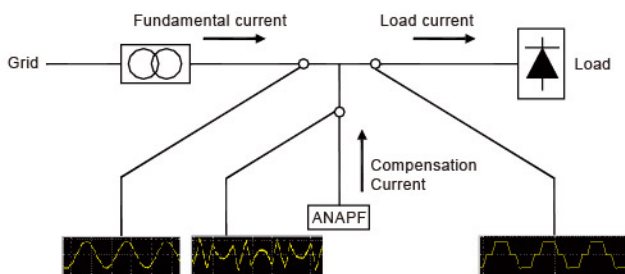 Fundamental current
Load current
Grid
Load
Compensation
Current
ANAPF